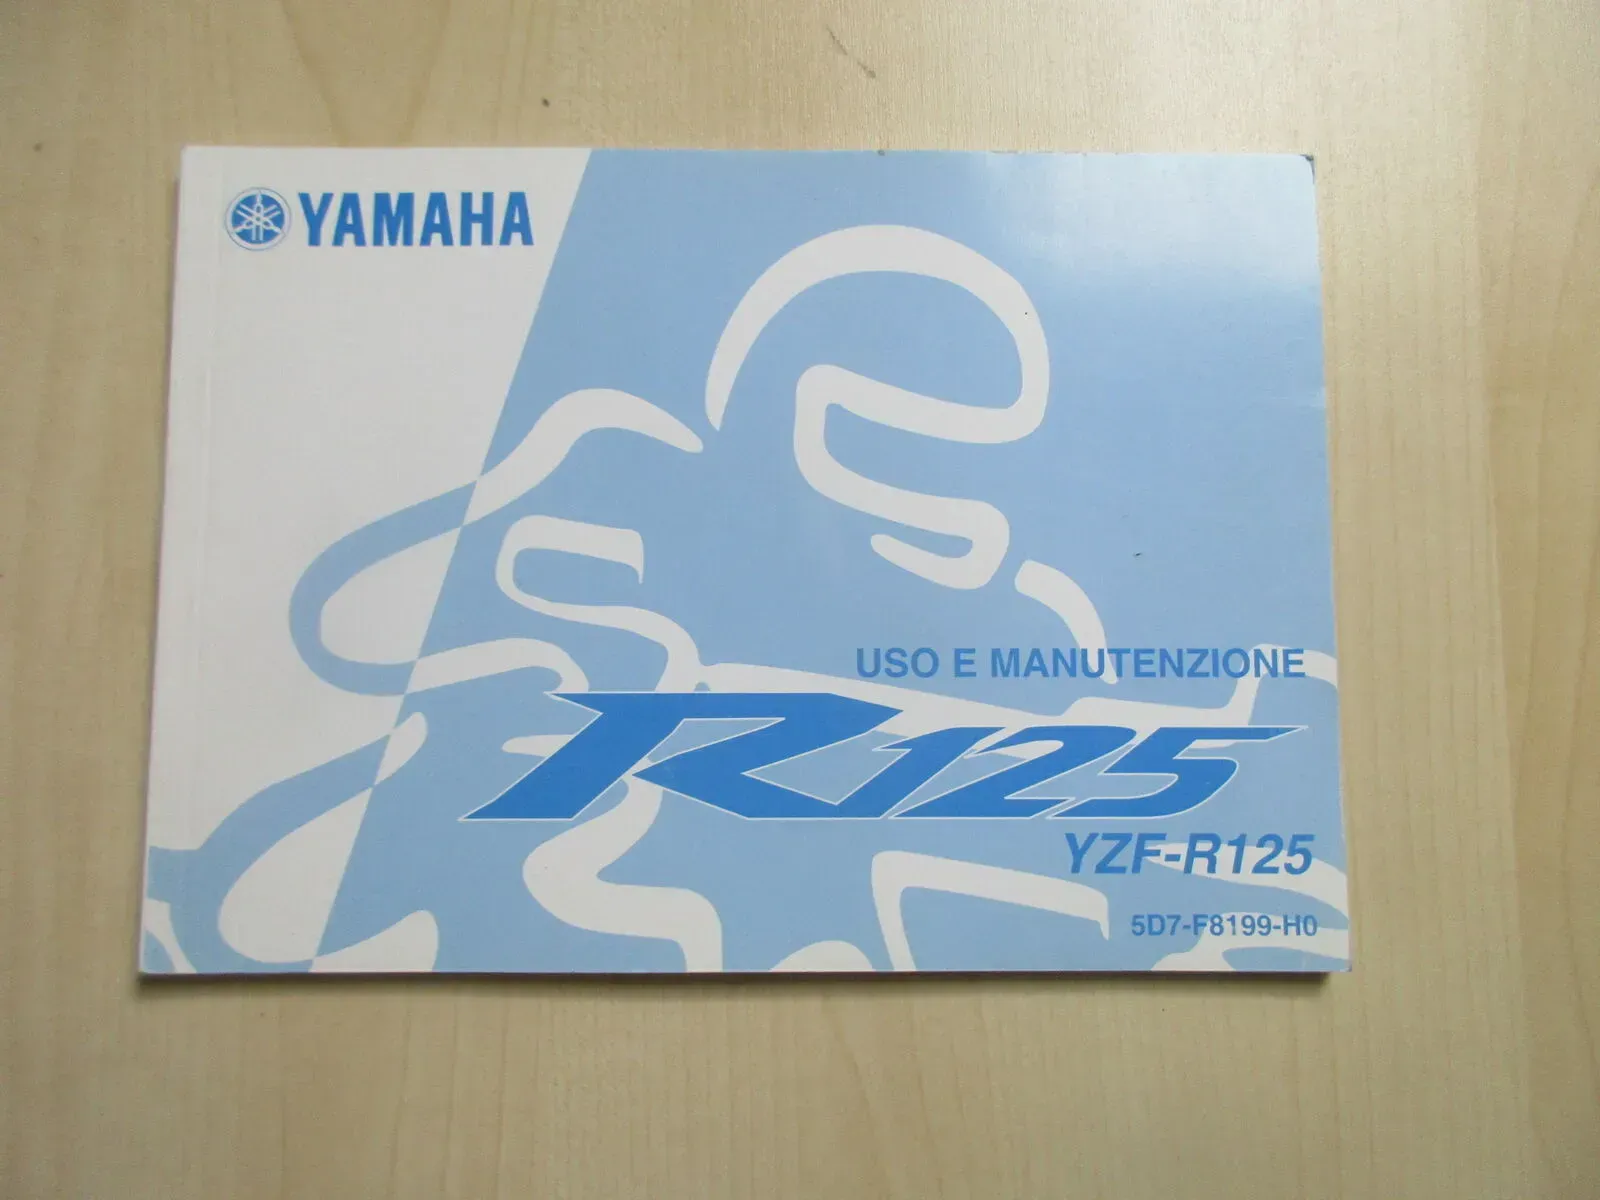 YAMAHA
USO E MANUTENZIONE
R125
YZF-R125
5D7-F8199-H0